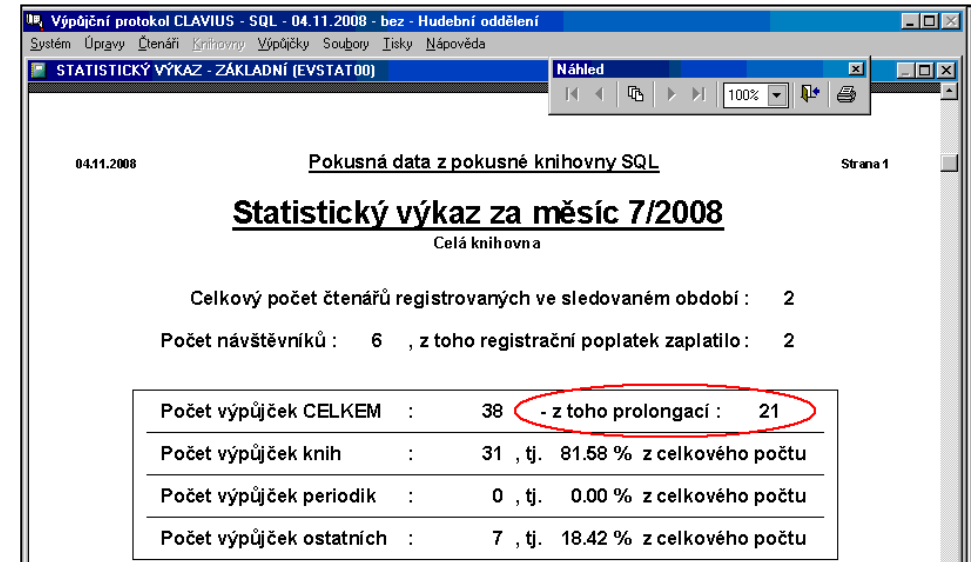 Výpůjční protokol CLAVIUS - SQL - 04.11.2008 - bez - Hudební oddělení
Systém Úpravy Čtenáři Knihovny Výpůjčky Soubory Tisky Nápověda
STATISTICKÝ VÝKAZ - ZÁKLADNÍ (EVSTAT00)
Náhled
100%
04.11.2008 Pokusná data z pokusné knihovny SQL Strana 1
Statistický výkaz za měsíc 7/2008
Celá knihovna
Celkový počet čtenářů registrovaných ve sledovaném období : 2
Počet návštěvníků : 6 , z toho registrační poplatek zaplatilo : 2
Počet výpůjček CELKEM : 38 - z toho prolongací : 21
Počet výpůjček knih : 31 , tj. 81.58 % z celkového počtu
Počet výpůjček periodik : 0 , tj. 0.00 % z celkového počtu
Počet výpůjček ostatních : 7 , tj. 18.42 % z celkového počtu